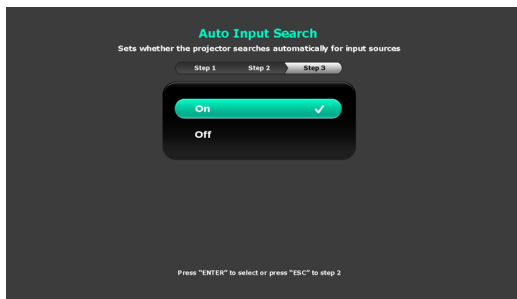 Auto Input Search
Sets whether the projector searches automatically for input sources
Step 1 Step 2 Step 3
On
Off
Press "ENTER" to select or press "ESC" to step 2